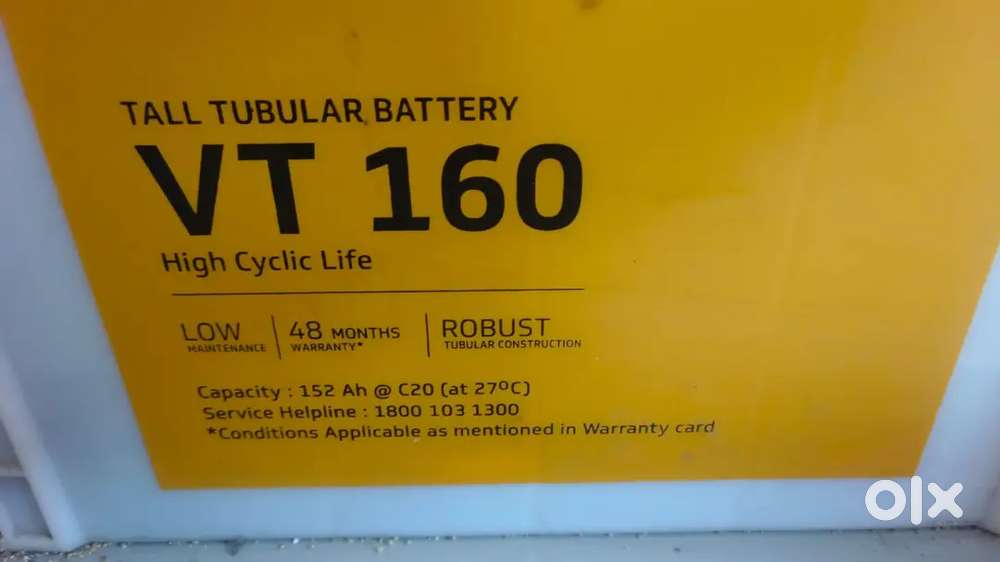 TALL TUBULAR BATTERY
VT 160
High Cyclic Life
LOW
MAINTENANCE
48 MONTHS
WARRANTY*
ROBUST
TUBULAR CONSTRUCTION
Capacity : 152 Ah @ C20 (at 27ºC)
Service Helpline : 1800 103 1300
*Conditions Applicable as mentioned in Warranty card
olx